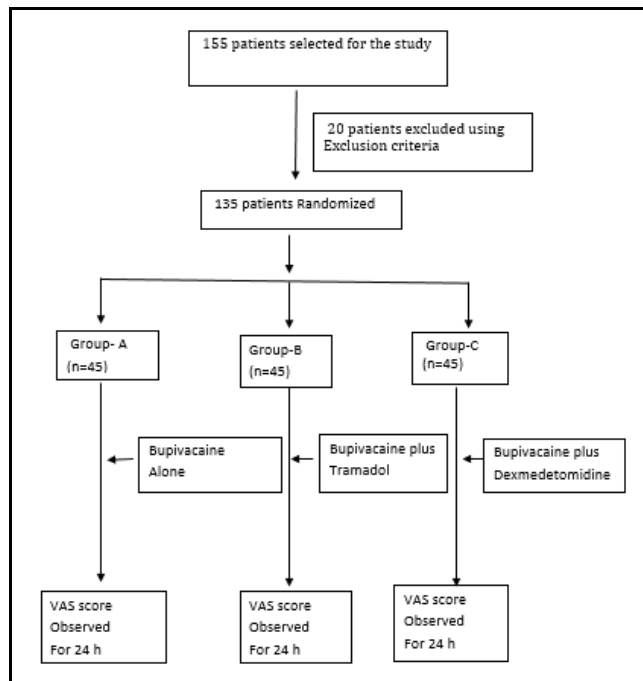 155 patients selected for the study
20 patients excluded using
Exclusion criteria
135 patients Randomized
Group- A
(n=45)
Group-B
(n=45)
Group-C
(n=45)
Bupivacaine
Alone
Bupivacaine plus
Tramadol
Bupivacaine plus
Dexmedetomidine
VAS score
Observed
For 24 h
VAS score
Observed
For 24 h
VAS score
Observed
For 24 h